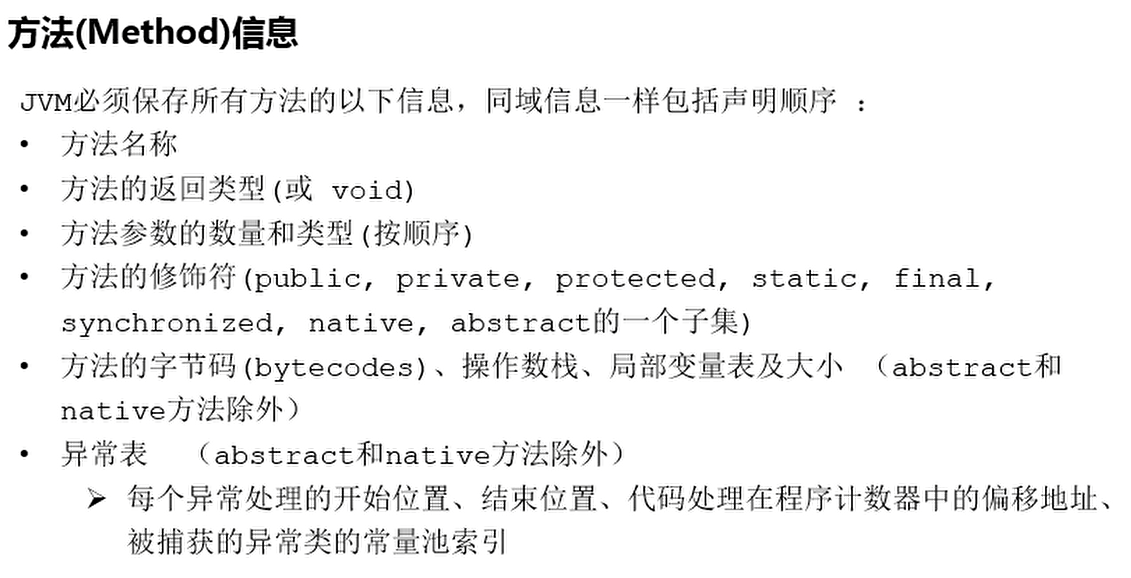 方法(Method)信息
JVM必须保存所有方法的以下信息，同域信息一样包括声明顺序 ：
• 方法名称
• 方法的返回类型(或 void)
• 方法参数的数量和类型(按顺序)
• 方法的修饰符(public, private, protected, static, final,
synchronized, native, abstract的一个子集)
• 方法的字节码(bytecodes)、操作数栈、局部变量表及大小 （abstract和
native方法除外）
• 异常表 （abstract和native方法除外）
➢ 每个异常处理的开始位置、结束位置、代码处理在程序计数器中的偏移地址、
被捕获的异常类的常量池索引